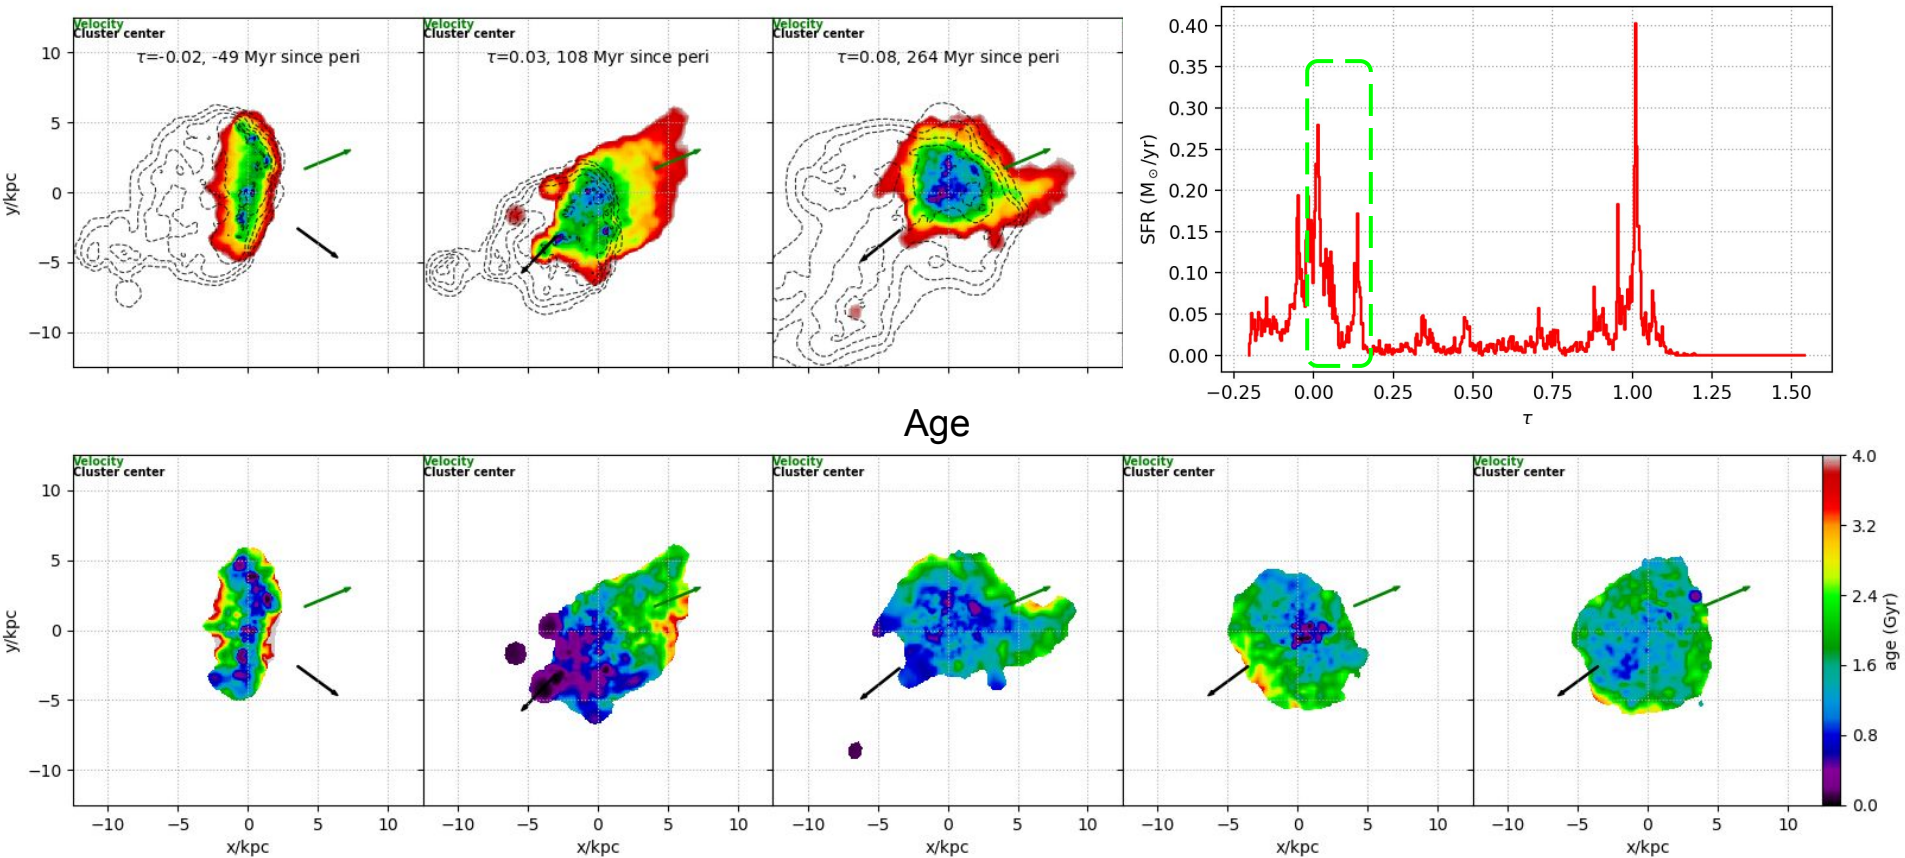 Velocity
Cluster center
τ=-0.02, -49 Myr since peri
Velocity
Cluster center
τ=0.03, 108 Myr since peri
Velocity
Cluster center
τ=0.08, 264 Myr since peri
10
5
0
−5
−10
y/kpc
0.40
0.35
0.30
0.25
0.20
0.15
0.10
0.05
0.00
SFR (M⊙/yr)
−0.25 0.00 0.25 0.50 0.75 1.00 1.25 1.50
τ
Age
Velocity
Cluster center
Velocity
Cluster center
Velocity
Cluster center
Velocity
Cluster center
Velocity
Cluster center
10
5
0
−5
−10
y/kpc
−10 −5 0 5 10
x/kpc
−10 −5 0 5 10
x/kpc
−10 −5 0 5 10
x/kpc
−10 −5 0 5 10
x/kpc
−10 −5 0 5 10
x/kpc
4.0
3.2
2.4
1.6
0.8
0.0
age (Gyr)